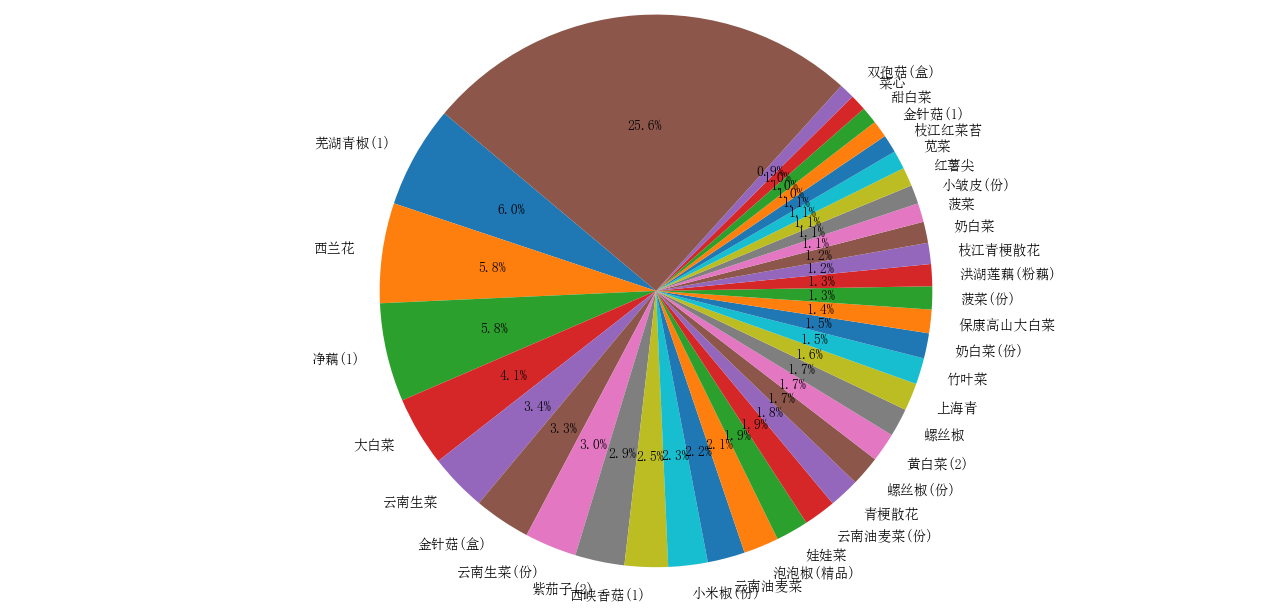 芜湖青椒(1)
西兰花
净藕(1)
大白菜
云南生菜
金针菇(盒)
云南生菜(份)
紫茄子(2)
西峡香菇(1)
小米椒(份)
云南油麦菜
泡泡椒(精品)
娃娃菜
云南油麦菜(份)
青梗散花
螺丝椒(份)
黄白菜(2)
螺丝椒
上海青
竹叶菜
奶白菜(份)
保康高山大白菜
菠菜(份)
洪湖莲藕(粉藕)
枝江青梗散花
奶白菜
菠菜
小皱皮(份)
红薯尖
苋菜
枝江红菜苔
金针菇(1)
甜白菜
菜心
双孢菇(盒)
25.6%
6.0%
5.8%
5.8%
4.1%
3.4%
3.3%
3.0%
2.9%
2.5%
2.3%
2.2%
2.1%
1.9%
1.9%
1.8%
1.7%
1.7%
1.7%
1.6%
1.5%
1.5%
1.4%
1.3%
1.3%
1.2%
1.2%
1.1%
1.1%
1.1%
1.1%
1.1%
1.0%
1.0%
1.0%
0.9%